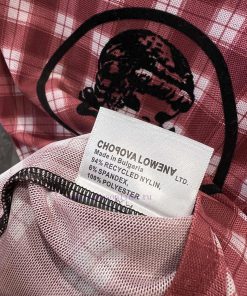 CHOPOVA LOWENA LTD.
Made in Bulgaria
94% RECYCLED NYLIN,
6% SPANDEX,
100% POLYESTER